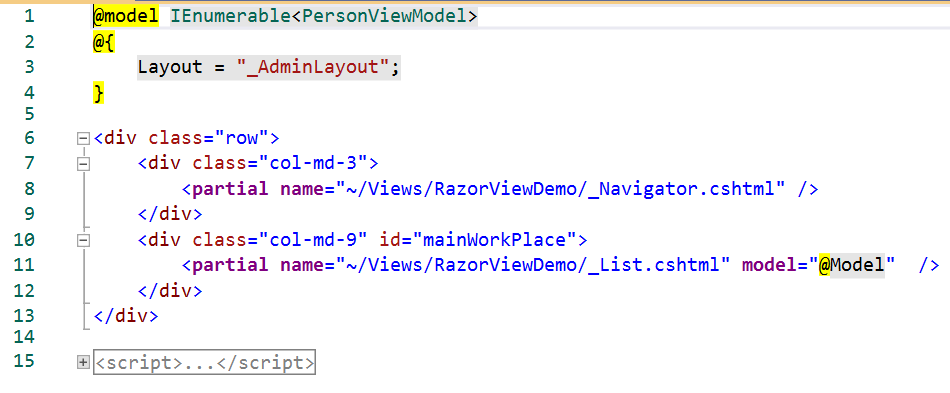 1 @model IEnumerable<PersonViewModel>
2 @{
3 Layout = "_AdminLayout";
4 }
5
6 <div class="row">
7 <div class="col-md-3">
8 <partial name="~/Views/RazorViewDemo/_Navigator.cshtml" />
9 </div>
10 <div class="col-md-9" id="mainWorkPlace">
11 <partial name="~/Views/RazorViewDemo/_List.cshtml" model="@Model"  />
12 </div>
13 </div>
14
15 <script>...</script>